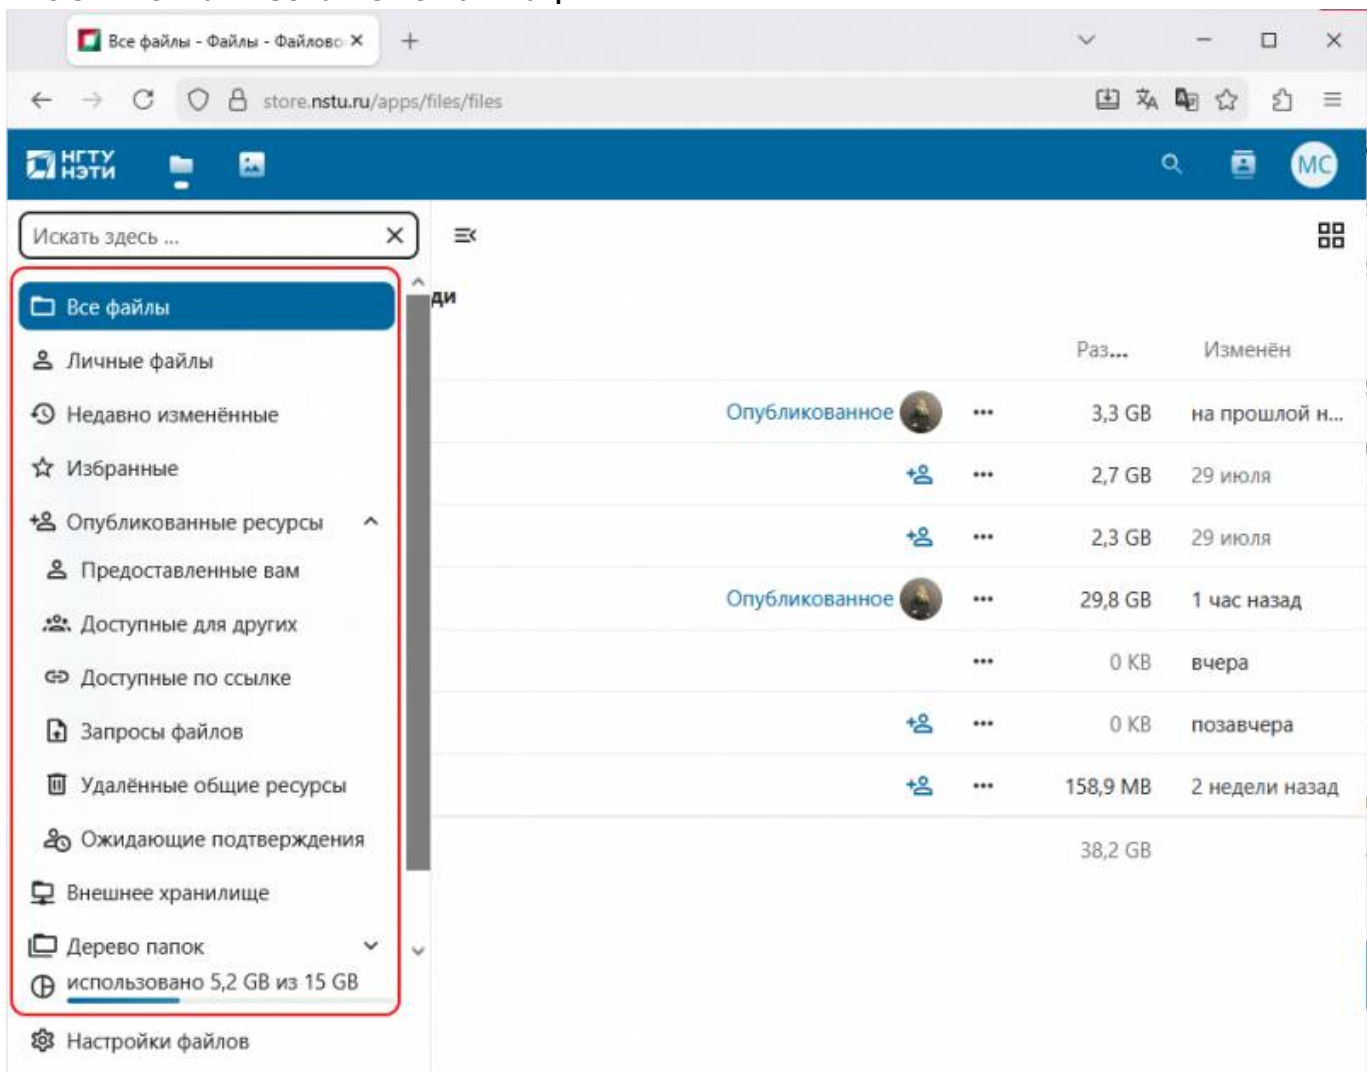 Все файлы - Файлы - Файлово
store.nstu.ru/apps/files/files
НГТУ
НЭТИ
МС
Искать здесь ...
ди
Все файлы
Раз...
Изменён
Личные файлы
Недавно изменённые
Опубликованное
3,3 GB
на прошлой н...
Избранные
2,7 GB
29 июля
Опубликованные ресурсы
2,3 GB
29 июля
Предоставленные вам
Опубликованное
29,8 GB
1 час назад
Доступные для других
Доступные по ссылке
0 KB
вчера
Запросы файлов
0 KB
позавчера
Удалённые общие ресурсы
158,9 MB
2 недели назад
Ожидающие подтверждения
38,2 GB
Внешнее хранилище
Дерево папок
использовано 5,2 GB из 15 GB
Настройки файлов